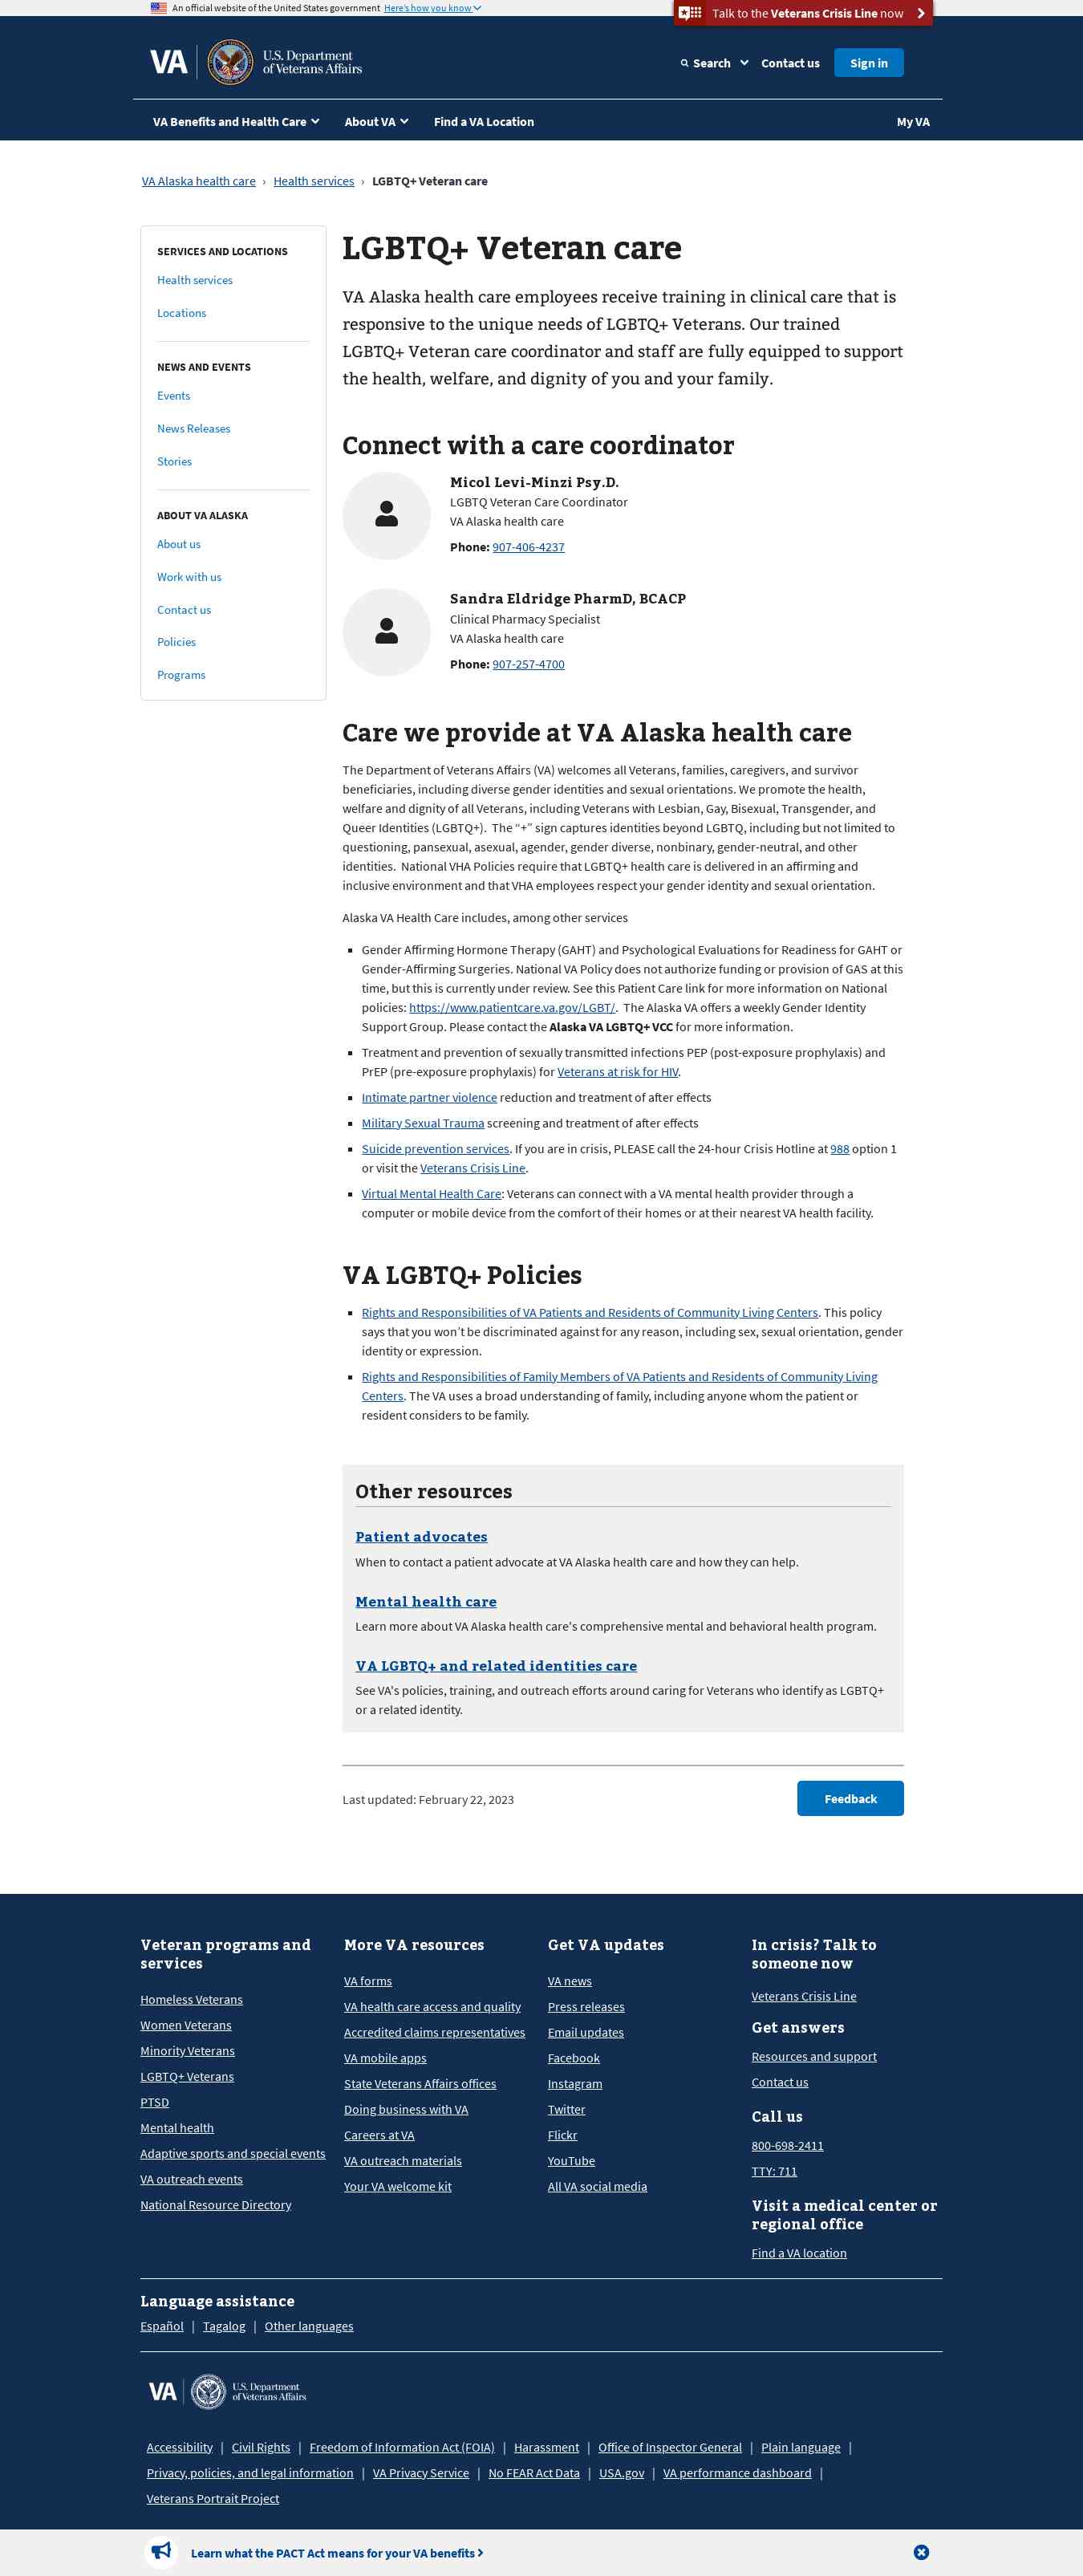 An official website of the United States government Here's how you know
Talk to the Veterans Crisis Line now
VA U.S. Department
of Veterans Affairs
Search Contact us Sign in
VA Benefits and Health Care About VA Find a VA Location My VA
VA Alaska health care › Health services › LGBTQ+ Veteran care
SERVICES AND LOCATIONS
Health services
Locations
NEWS AND EVENTS
Events
News Releases
Stories
ABOUT VA ALASKA
About us
Work with us
Contact us
Policies
Programs
LGBTQ+ Veteran care
VA Alaska health care employees receive training in clinical care that is
responsive to the unique needs of LGBTQ+ Veterans. Our trained
LGBTQ+ Veteran care coordinator and staff are fully equipped to support
the health, welfare, and dignity of you and your family.
Connect with a care coordinator
Micol Levi-Minzi Psy.D.
LGBTQ Veteran Care Coordinator
VA Alaska health care
Phone: 907-406-4237
Sandra Eldridge PharmD, BCACP
Clinical Pharmacy Specialist
VA Alaska health care
Phone: 907-257-4700
Care we provide at VA Alaska health care
The Department of Veterans Affairs (VA) welcomes all Veterans, families, caregivers, and survivor
beneficiaries, including diverse gender identities and sexual orientations. We promote the health,
welfare and dignity of all Veterans, including Veterans with Lesbian, Gay, Bisexual, Transgender, and
Queer Identities (LGBTQ+).  The “+” sign captures identities beyond LGBTQ, including but not limited to
questioning, pansexual, asexual, agender, gender diverse, nonbinary, gender-neutral, and other
identities.  National VHA Policies require that LGBTQ+ health care is delivered in an affirming and
inclusive environment and that VHA employees respect your gender identity and sexual orientation.
Alaska VA Health Care includes, among other services
Gender Affirming Hormone Therapy (GAHT) and Psychological Evaluations for Readiness for GAHT or
Gender-Affirming Surgeries. National VA Policy does not authorize funding or provision of GAS at this
time, but this is currently under review. See this Patient Care link for more information on National
policies: https://www.patientcare.va.gov/LGBT/.  The Alaska VA offers a weekly Gender Identity
Support Group. Please contact the Alaska VA LGBTQ+ VCC for more information.
Treatment and prevention of sexually transmitted infections PEP (post-exposure prophylaxis) and
PrEP (pre-exposure prophylaxis) for Veterans at risk for HIV.
Intimate partner violence reduction and treatment of after effects
Military Sexual Trauma screening and treatment of after effects
Suicide prevention services. If you are in crisis, PLEASE call the 24-hour Crisis Hotline at 988 option 1
or visit the Veterans Crisis Line.
Virtual Mental Health Care: Veterans can connect with a VA mental health provider through a
computer or mobile device from the comfort of their homes or at their nearest VA health facility.
VA LGBTQ+ Policies
Rights and Responsibilities of VA Patients and Residents of Community Living Centers. This policy
says that you won’t be discriminated against for any reason, including sex, sexual orientation, gender
identity or expression.
Rights and Responsibilities of Family Members of VA Patients and Residents of Community Living
Centers. The VA uses a broad understanding of family, including anyone whom the patient or
resident considers to be family.
Other resources
Patient advocates
When to contact a patient advocate at VA Alaska health care and how they can help.
Mental health care
Learn more about VA Alaska health care's comprehensive mental and behavioral health program.
VA LGBTQ+ and related identities care
See VA's policies, training, and outreach efforts around caring for Veterans who identify as LGBTQ+
or a related identity.
Last updated: February 22, 2023
Feedback
Veteran programs and
services
Homeless Veterans
Women Veterans
Minority Veterans
LGBTQ+ Veterans
PTSD
Mental health
Adaptive sports and special events
VA outreach events
National Resource Directory
More VA resources
VA forms
VA health care access and quality
Accredited claims representatives
VA mobile apps
State Veterans Affairs offices
Doing business with VA
Careers at VA
VA outreach materials
Your VA welcome kit
Get VA updates
VA news
Press releases
Email updates
Facebook
Instagram
Twitter
Flickr
YouTube
All VA social media
In crisis? Talk to
someone now
Veterans Crisis Line
Get answers
Resources and support
Contact us
Call us
800-698-2411
TTY: 711
Visit a medical center or
regional office
Find a VA location
Language assistance
Español | Tagalog | Other languages
VA U.S. Department
of Veterans Affairs
Accessibility | Civil Rights | Freedom of Information Act (FOIA) | Harassment | Office of Inspector General | Plain language |
Privacy, policies, and legal information | VA Privacy Service | No FEAR Act Data | USA.gov | VA performance dashboard |
Veterans Portrait Project
Learn what the PACT Act means for your VA benefits